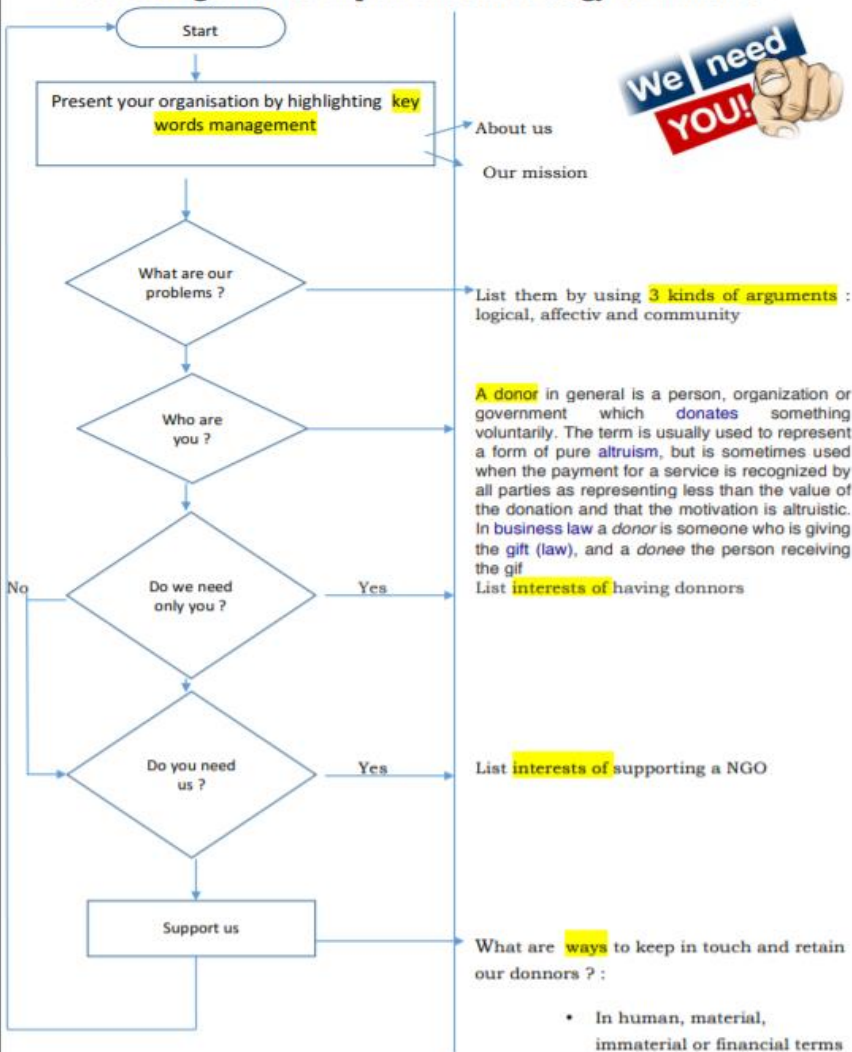 Start
We need
YOU!
Present your organisation by highlighting key
words management
About us
Our mission
What are our
problems ?
List them by using 3 kinds of arguments :
logical, affectiv and community
Who are
you ?
A donor in general is a person, organization or
government which donates something
voluntarily. The term is usually used to represent
a form of pure altruism, but is sometimes used
when the payment for a service is recognized by
all parties as representing less than the value of
the donation and that the motivation is altruistic.
In business law a donor is someone who is giving
the gift (law), and a donee the person receiving
the gif
No
Do we need
only you ?
Yes
List interests of having donnors
Do you need
us ?
Yes
List interests of supporting a NGO
Support us
What are ways to keep in touch and retain
our donnors ? :
• In human, material,
immaterial or financial terms